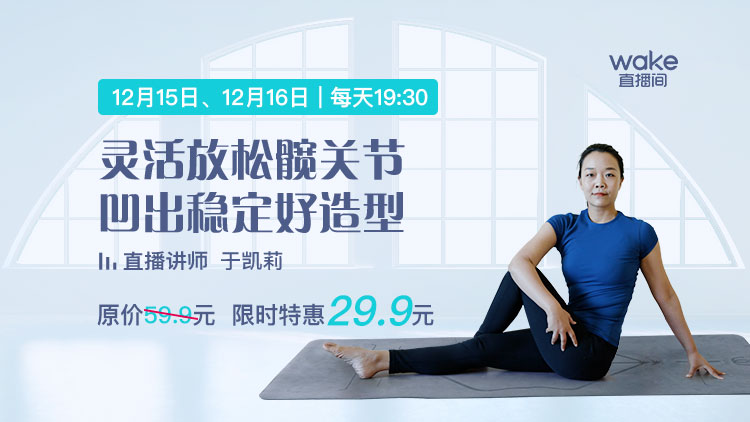 wake
直播间
12月15日、12月16日｜每天19:30
灵活放松髋关节
凹出稳定好造型
直播讲师 于凯莉
原价59.9元 限时特惠29.9元